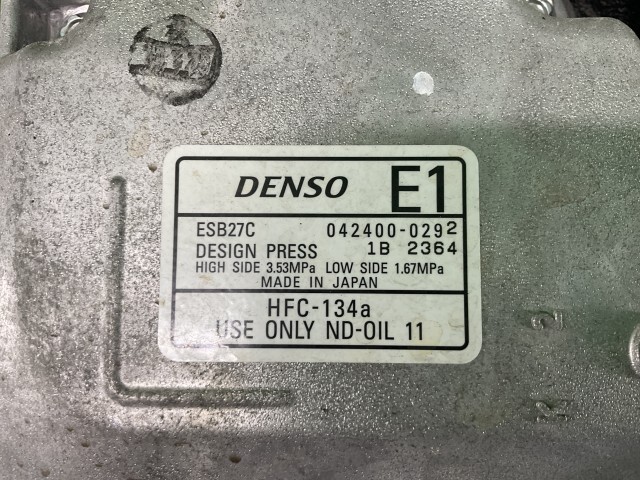 DENSO E1
ESB27C 042400-0292
DESIGN PRESS 1B 2364
HIGH SIDE 3.53MPa LOW SIDE 1.67MPa
MADE IN JAPAN
HFC-134a
USE ONLY ND-OIL 11